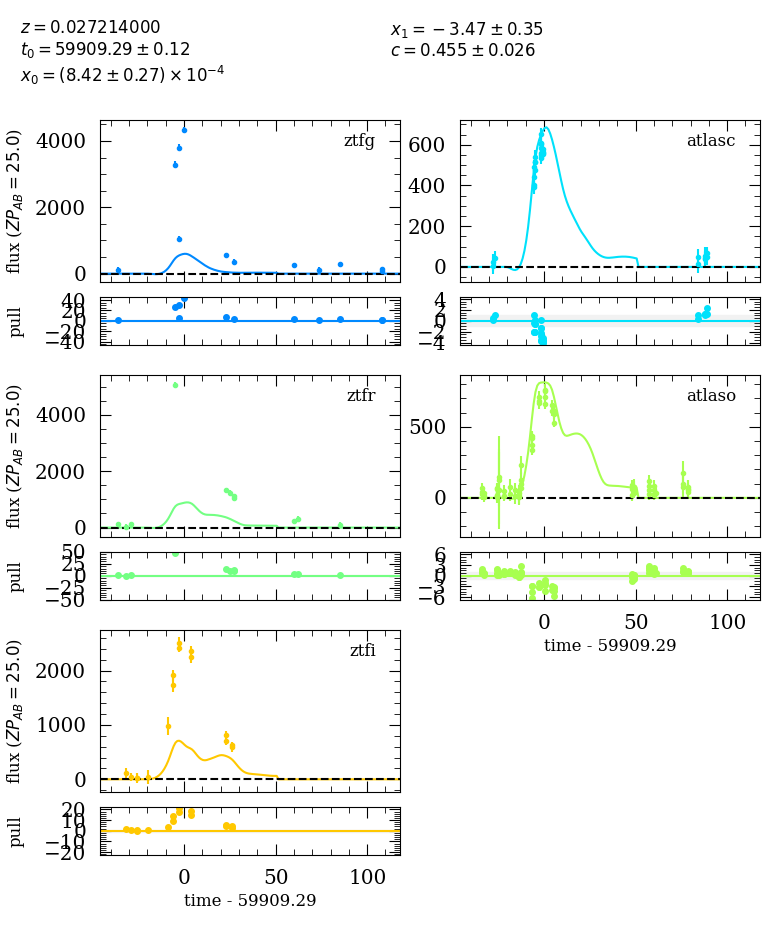 z = 0.027214000
t₀ = 59909.29 ± 0.12
x₀ = (8.42 ± 0.27) × 10⁻⁴
x₁ = −3.47 ± 0.35
c = 0.455 ± 0.026
ztfg
flux (ZP_AB = 25.0)
4000
2000
0
pull
40
20
0
−20
−40
atlasc
600
400
200
0
4
2
0
−2
−4
ztfr
flux (ZP_AB = 25.0)
4000
2000
0
pull
50
25
0
−25
−50
atlaso
500
0
6
3
0
−3
−6
0
50
100
time - 59909.29
ztfi
flux (ZP_AB = 25.0)
2000
1000
0
pull
20
10
0
−10
−20
0
50
100
time - 59909.29